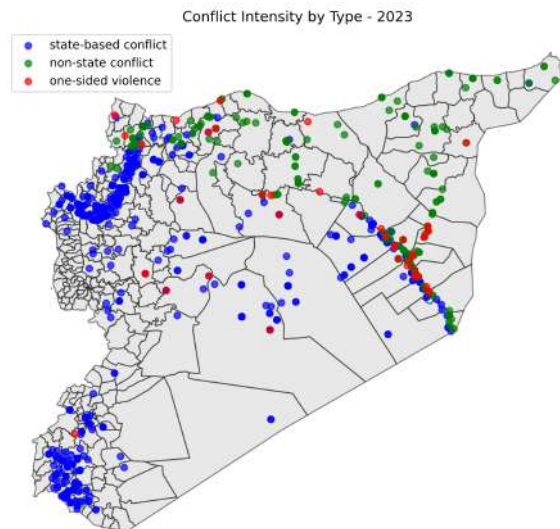 Conflict Intensity by Type - 2023
state-based conflict
non-state conflict
one-sided violence